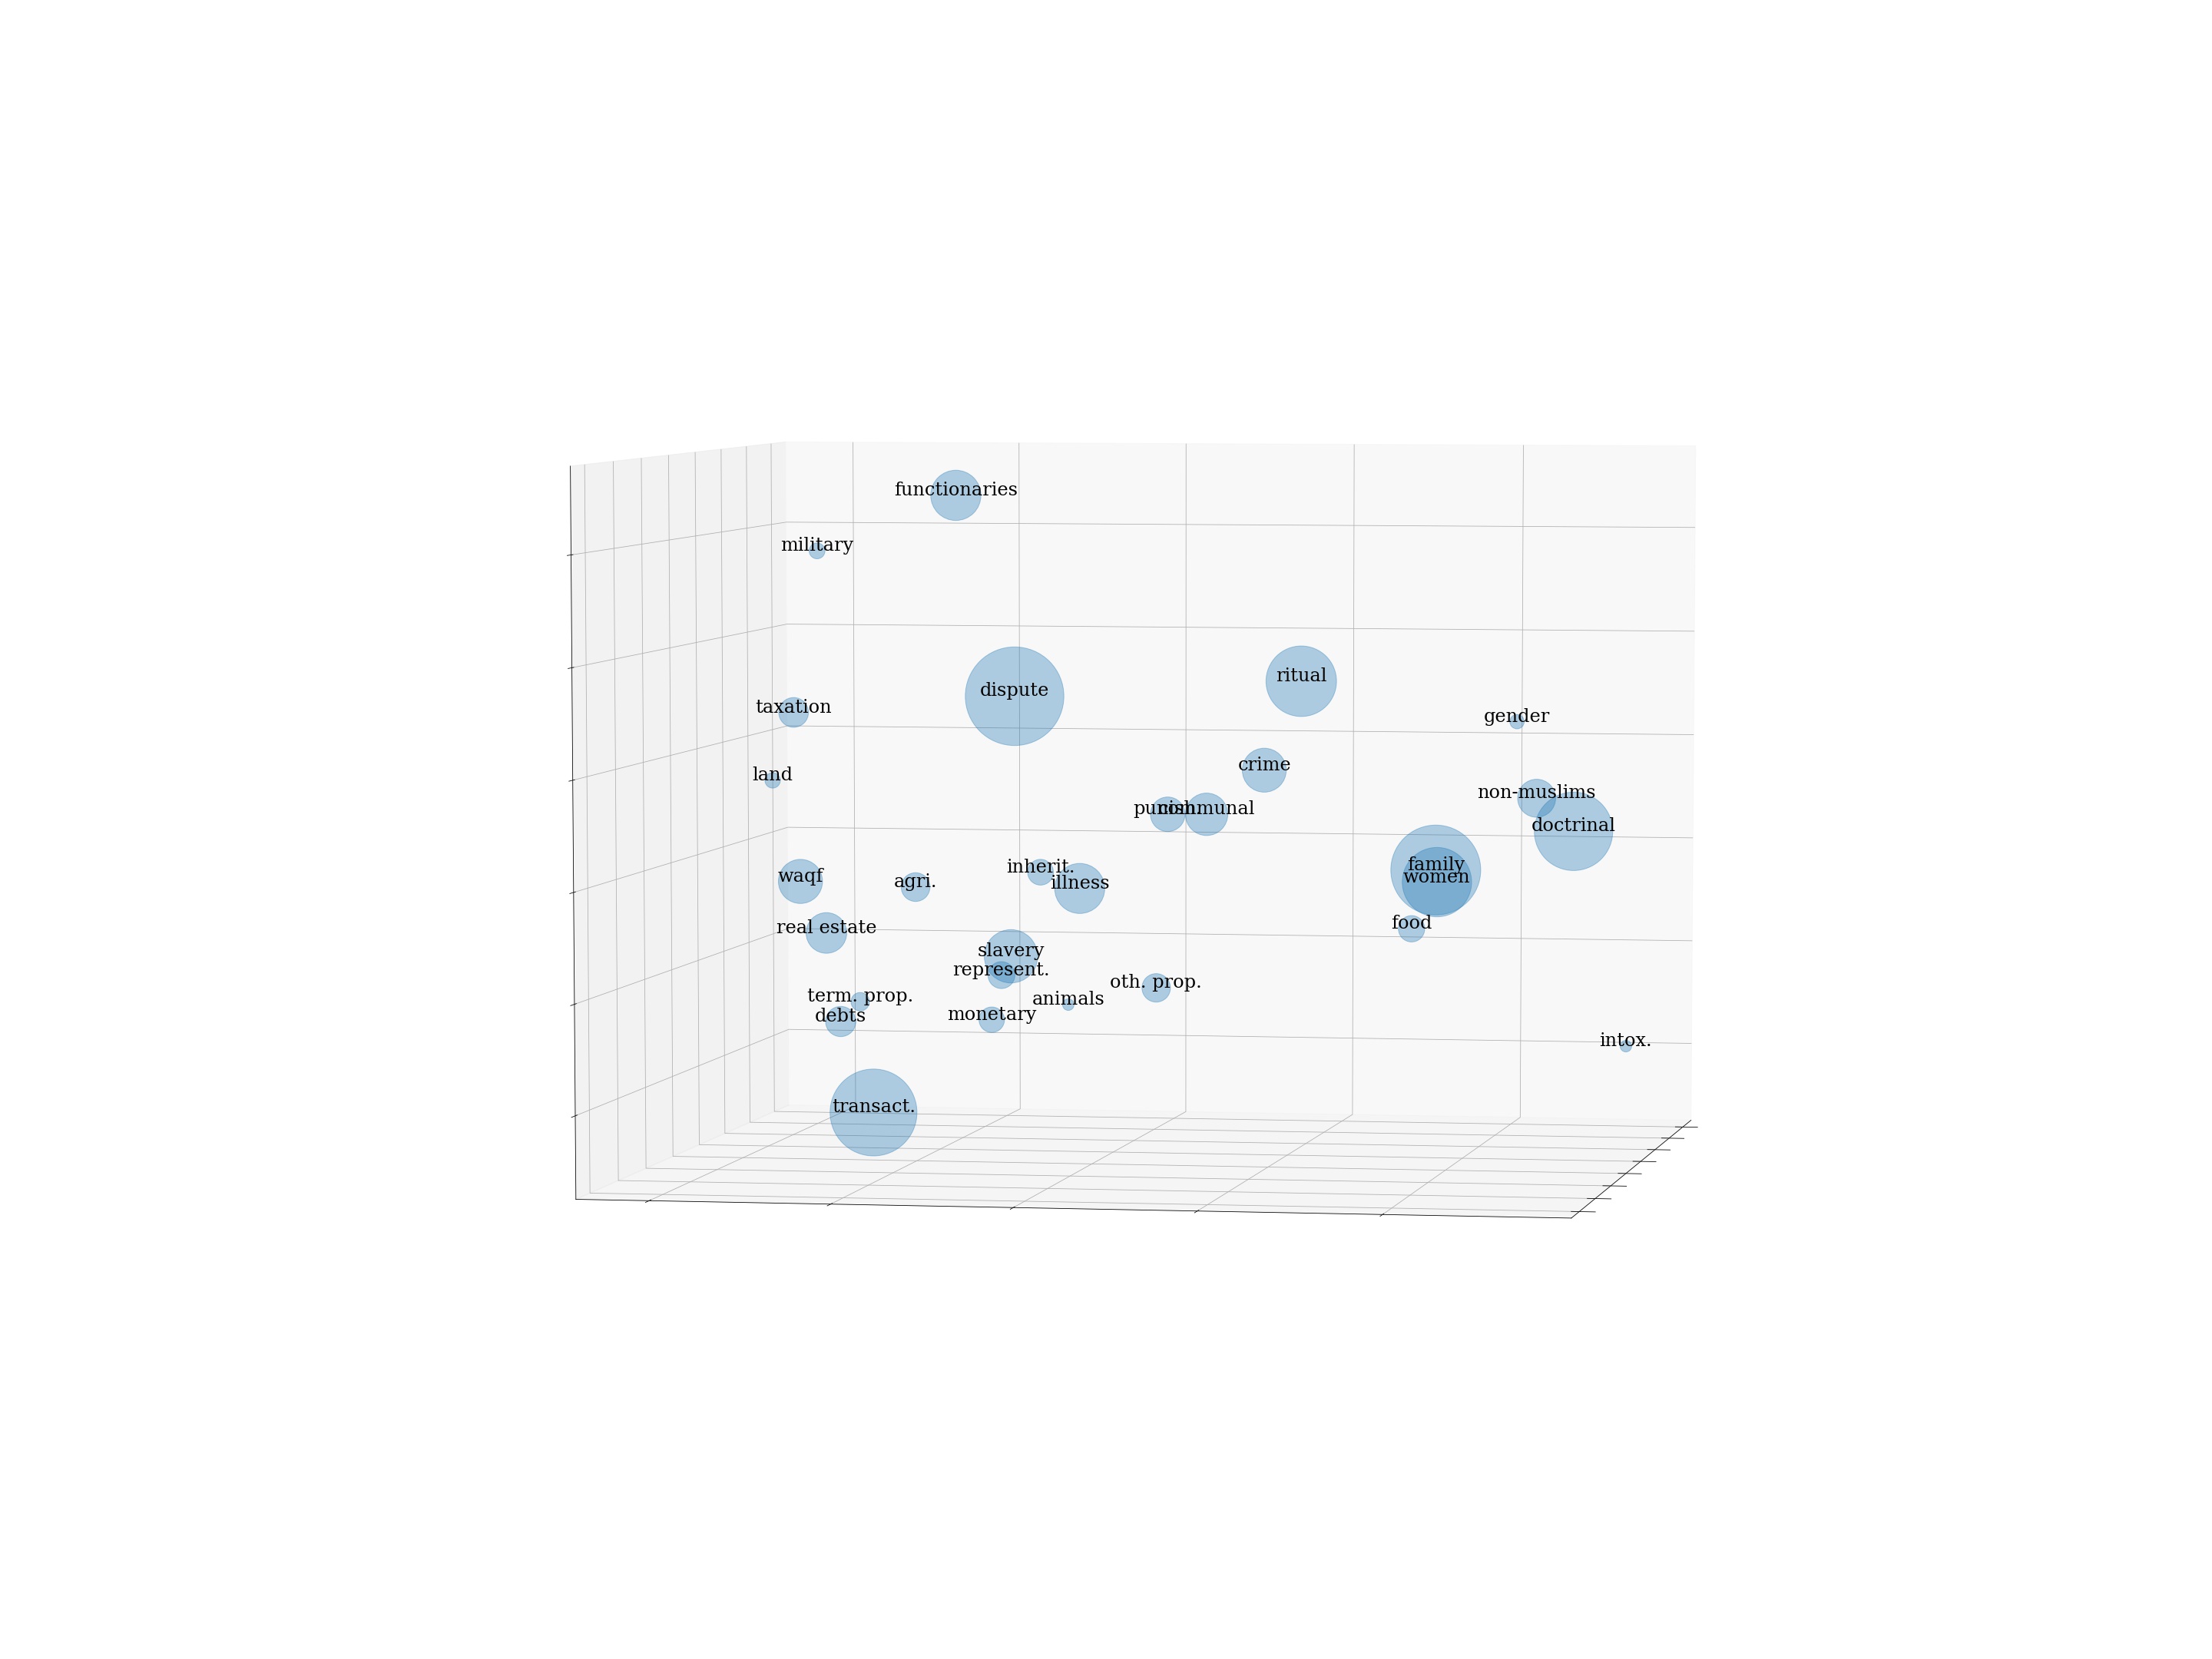 functionaries
military
ritual
dispute
taxation
gender
crime
land
non-muslims
punish.
communal
doctrinal
family
inherit.
waqf
women
agri.
illness
food
real estate
slavery
represent.
oth. prop.
term. prop.
animals
monetary
debts
intox.
transact.